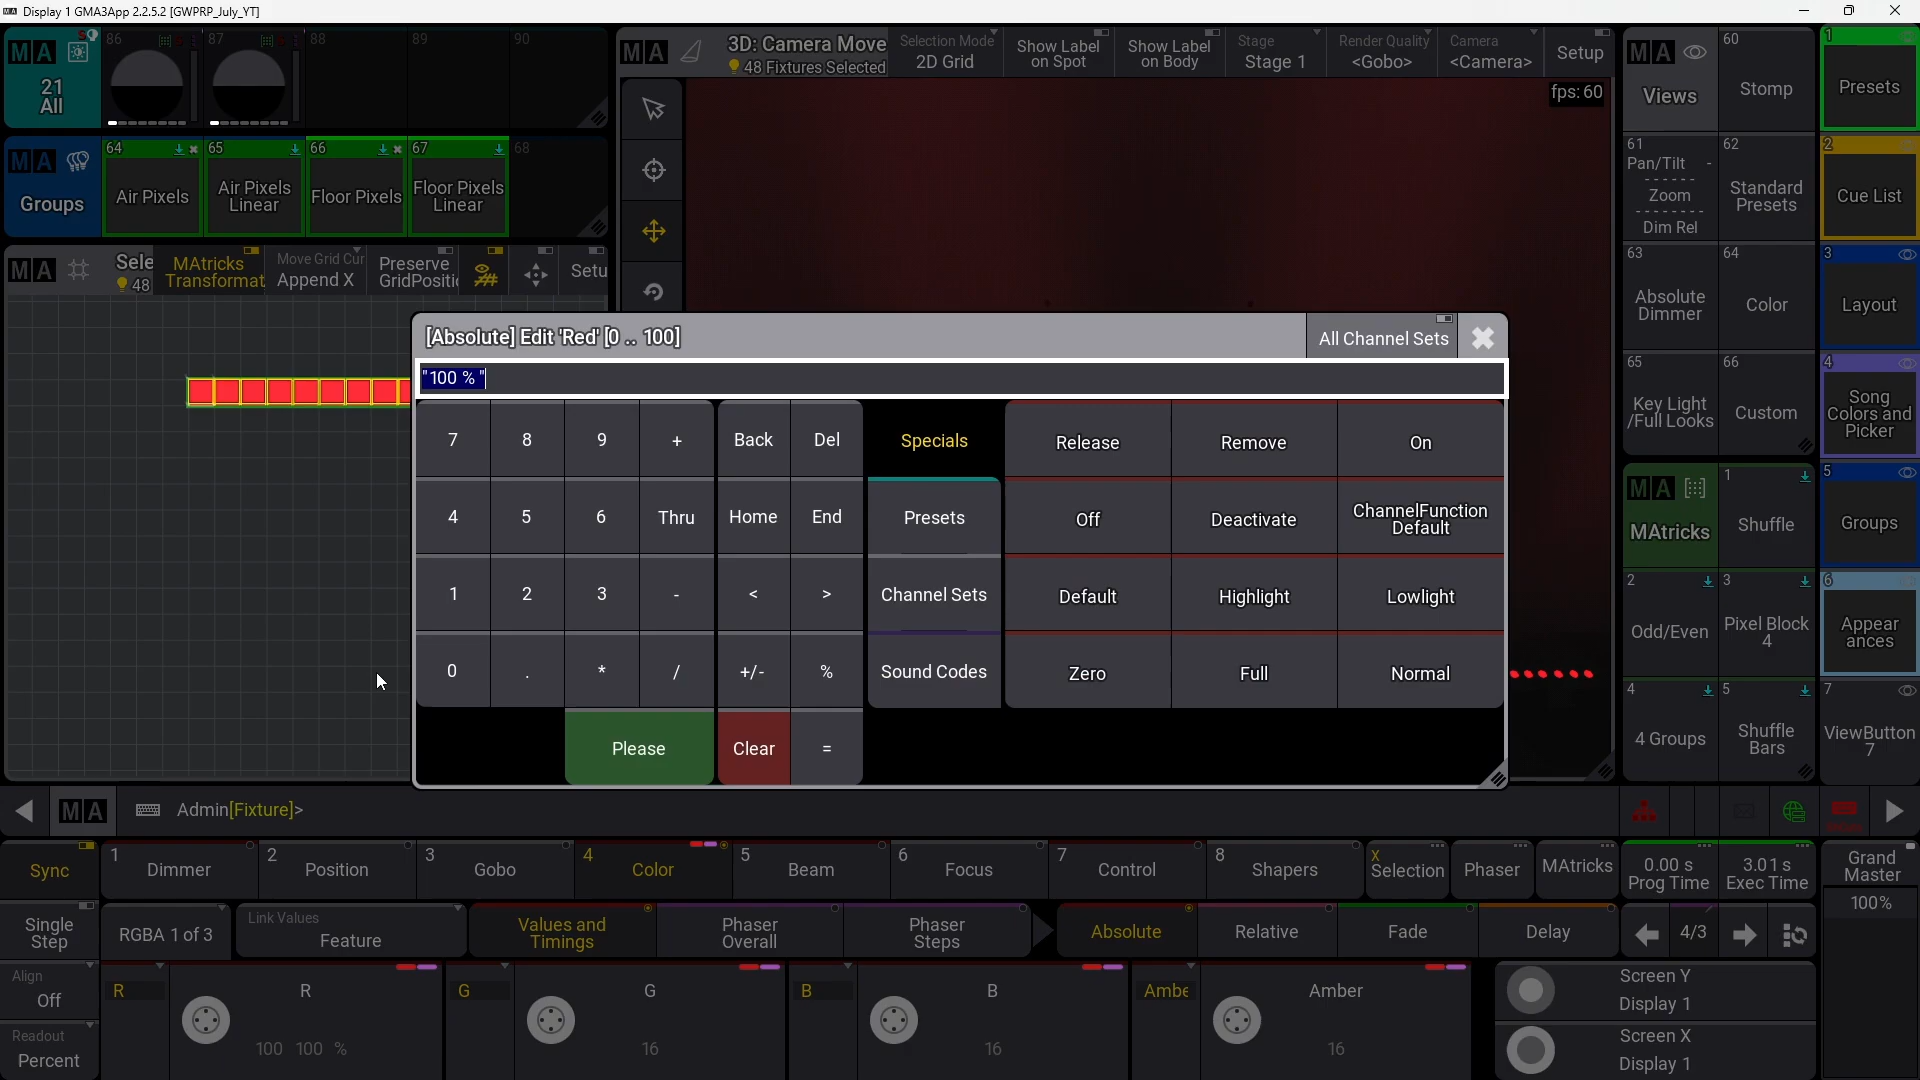 Display 1 GMA3App 2.2.5.2 [GWPRP_July_YT]
MA
21
All
86
87
88
89
90
MA
Groups
64
Air Pixels
65
Air Pixels
Linear
66
Floor Pixels
67
Floor Pixels
Linear
68
MA
Sele
48
MAtricks
Transformat
Move Grid Cur
Append X
Preserve
GridPositi
Setu
MA
3D: Camera Move
48 Fixtures Selected
Selection Mode
2D Grid
Show Label
on Spot
Show Label
on Body
Stage
Stage 1
Render Quality
<Gobo>
Camera
<Camera>
Setup
fps: 60
MA
Views
60
Stomp
61
Pan/Tilt -
Zoom
Dim Rel
62
Standard
Presets
63
Absolute
Dimmer
64
Color
65
Key Light
/Full Looks
66
Custom
MA
MAtricks
1
Shuffle
2
Odd/Even
3
Pixel Block
4
4
4 Groups
5
Shuffle
Bars
1
Presets
2
Cue List
3
Layout
4
Song
Colors and
Picker
5
Groups
6
Appear
ances
7
ViewButton
7
[Absolute] Edit 'Red' [0 .. 100]
All Channel Sets
"100 % "
7
8
9
+
Back
Del
Specials
Release
Remove
On
4
5
6
Thru
Home
End
Presets
Off
Deactivate
ChannelFunction
Default
1
2
3
-
<
>
Channel Sets
Default
Highlight
Lowlight
0
.
*
/
+/-
%
Sound Codes
Zero
Full
Normal
Please
Clear
=
MA
Admin[Fixture]>
Sync
1
Dimmer
2
Position
3
Gobo
4
Color
5
Beam
6
Focus
7
Control
8
Shapers
X
Selection
Phaser
MAtricks
0.00 s
Prog Time
3.01 s
Exec Time
Grand
Master
100%
Single
Step
RGBA 1 of 3
Link Values
Feature
Values and
Timings
Phaser
Overall
Phaser
Steps
Absolute
Relative
Fade
Delay
4/3
Align
Off
Readout
Percent
R
R
100 100 %
G
G
16
B
B
16
Ambe
Amber
16
Screen Y
Display 1
Screen X
Display 1